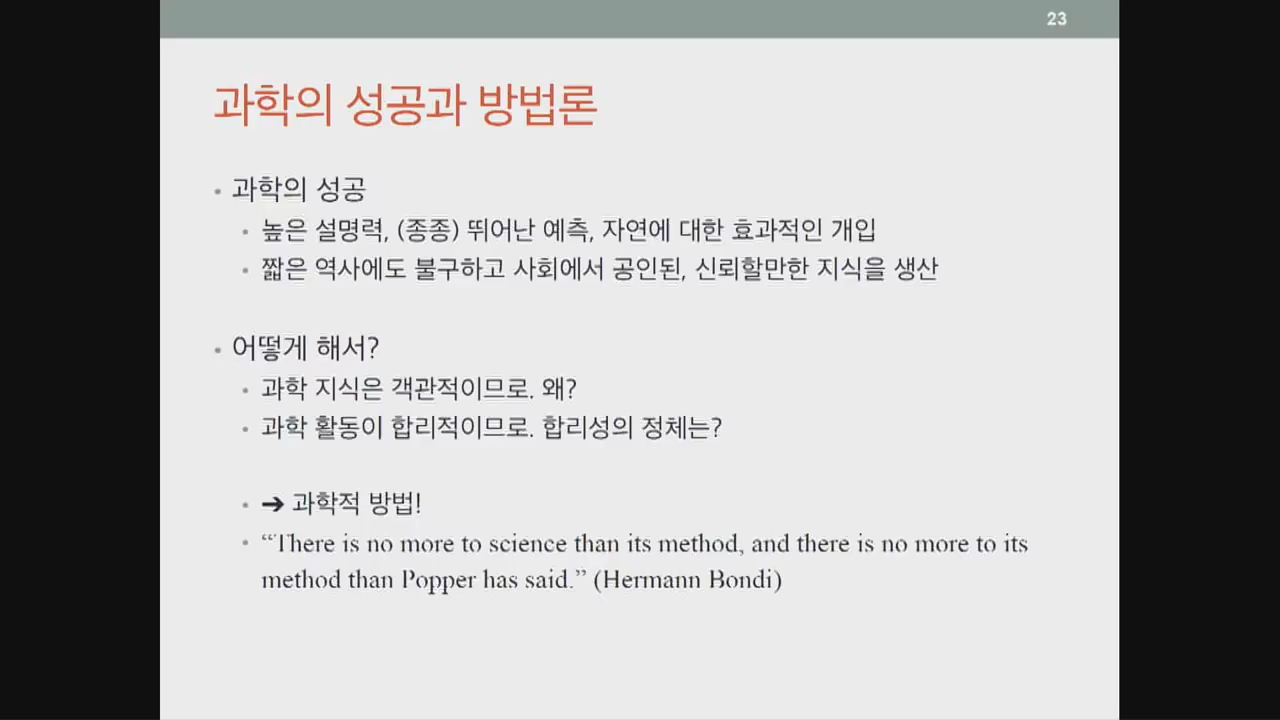 23
과학의 성공과 방법론
• 과학의 성공
• 높은 설명력, (종종) 뛰어난 예측, 자연에 대한 효과적인 개입
• 짧은 역사에도 불구하고 사회에서 공인된, 신뢰할만한 지식을 생산
• 어떻게 해서?
• 과학 지식은 객관적이므로. 왜?
• 과학 활동이 합리적이므로. 합리성의 정체는?
• ➔ 과학적 방법!
• “There is no more to science than its method, and there is no more to its
method than Popper has said.” (Hermann Bondi)